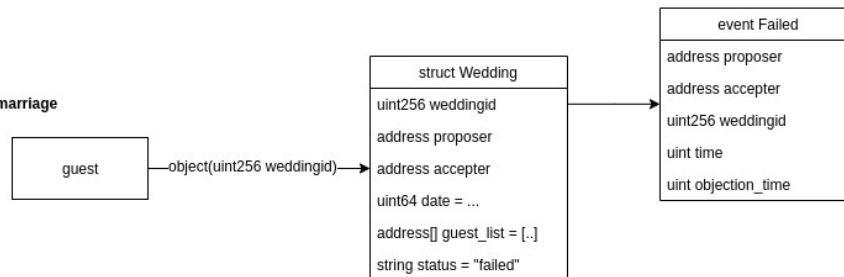 event Failed
address proposer
address accepter
uint256 weddingid
uint time
uint objection_time
struct Wedding
uint256 weddingid
address proposer
address accepter
uint64 date = ...
address[] guest_list = [..]
string status = "failed"
marriage
guest
object(uint256 weddingid)